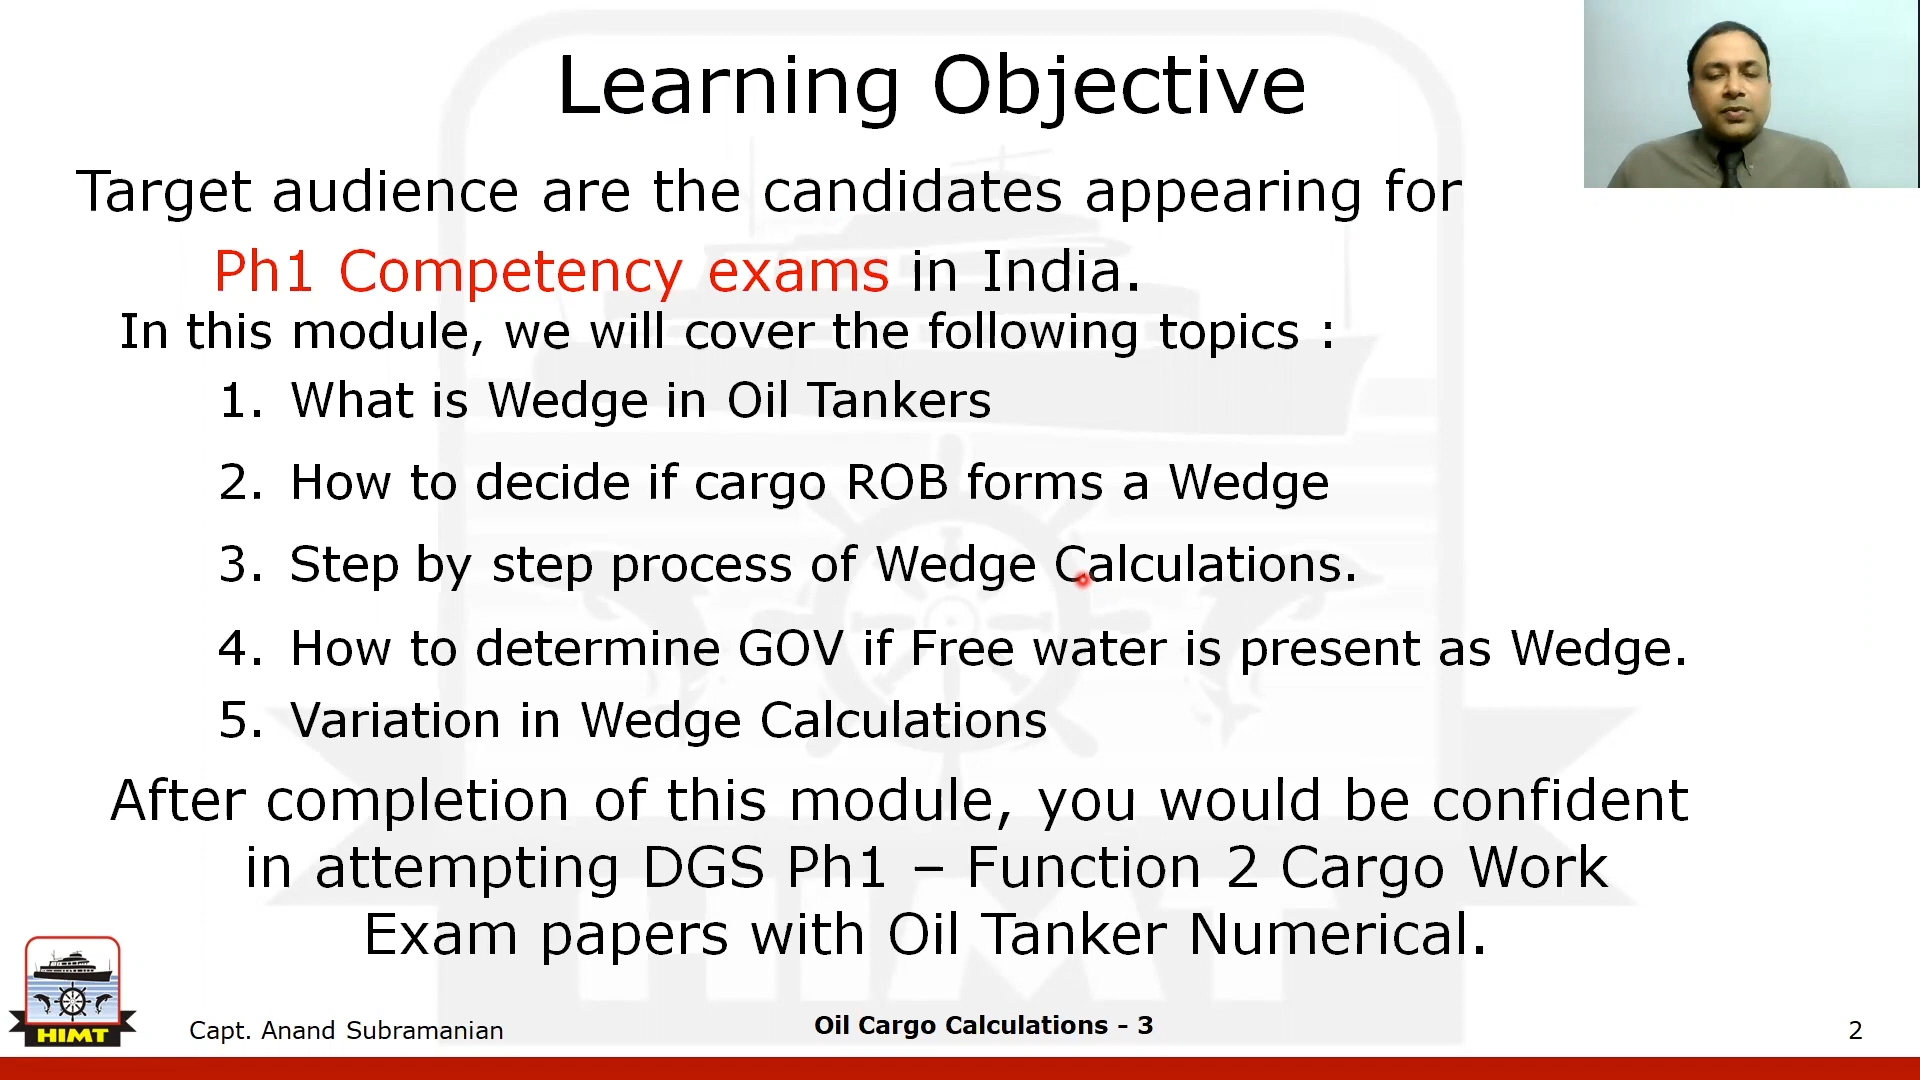 Learning Objective
Target audience are the candidates appearing for
Ph1 Competency exams in India.
In this module, we will cover the following topics :
1. What is Wedge in Oil Tankers
2. How to decide if cargo ROB forms a Wedge
3. Step by step process of Wedge Calculations.
4. How to determine GOV if Free water is present as Wedge.
5. Variation in Wedge Calculations
After completion of this module, you would be confident
in attempting DGS Ph1 – Function 2 Cargo Work
Exam papers with Oil Tanker Numerical.
HIMT
HIMT
Capt. Anand Subramanian
Oil Cargo Calculations – 3
2